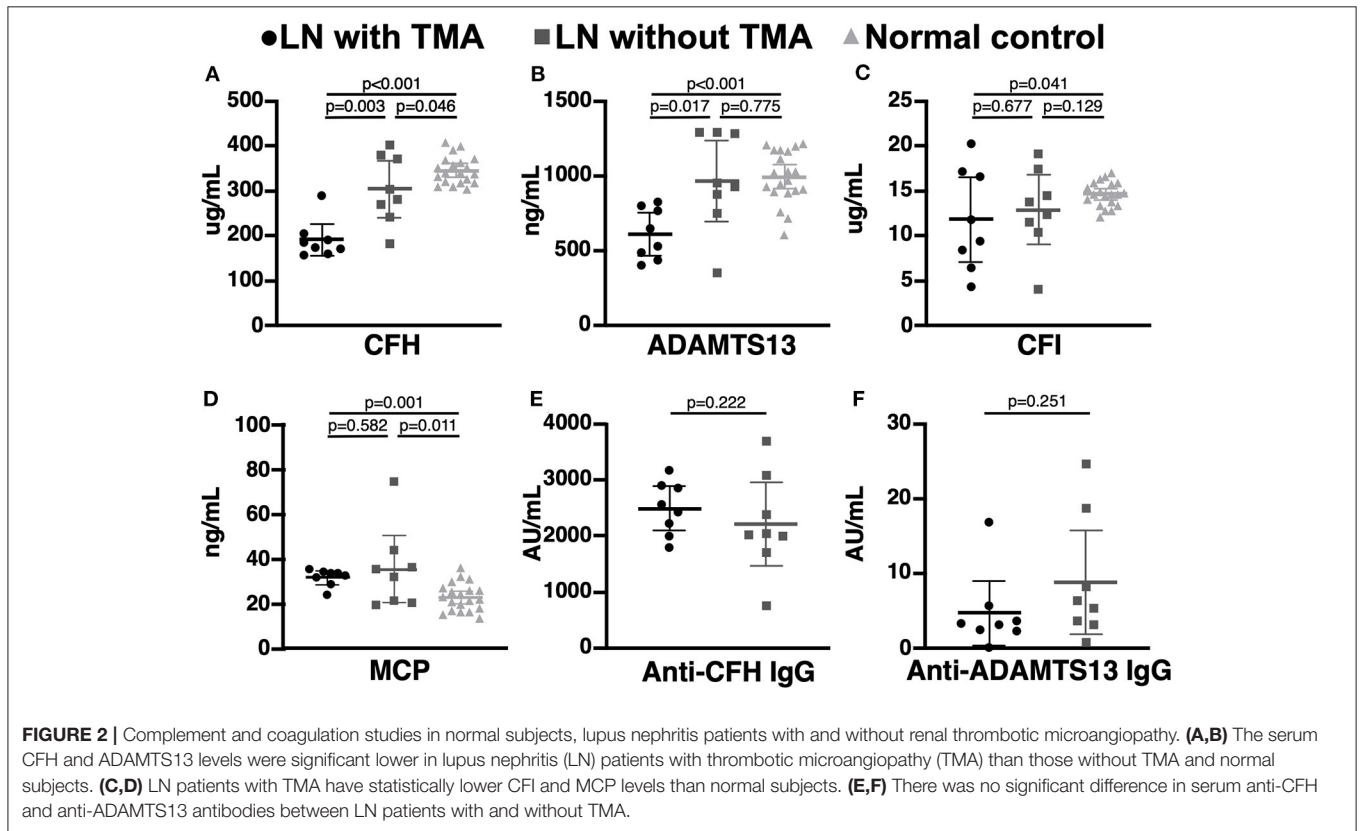 ●LN with TMA ■LN without TMA ▲Normal control
A
p<0.001
p=0.003 p=0.046
500
400
300
200
100
0
ug/mL
CFH
B
p<0.001
p=0.017 p=0.775
1500
1000
500
0
ng/mL
ADAMTS13
C
p=0.041
p=0.677 p=0.129
25
20
15
10
5
0
ug/mL
CFI
D
p=0.001
p=0.582 p=0.011
100
80
60
40
20
0
ng/mL
MCP
E
p=0.222
4000
3000
2000
1000
0
AU/mL
Anti-CFH IgG
F
p=0.251
30
20
10
0
AU/mL
Anti-ADAMTS13 IgG
FIGURE 2 | Complement and coagulation studies in normal subjects, lupus nephritis patients with and without renal thrombotic microangiopathy. (A,B) The serum
CFH and ADAMTS13 levels were significant lower in lupus nephritis (LN) patients with thrombotic microangiopathy (TMA) than those without TMA and normal
subjects. (C,D) LN patients with TMA have statistically lower CFI and MCP levels than normal subjects. (E,F) There was no significant difference in serum anti-CFH
and anti-ADAMTS13 antibodies between LN patients with and without TMA.